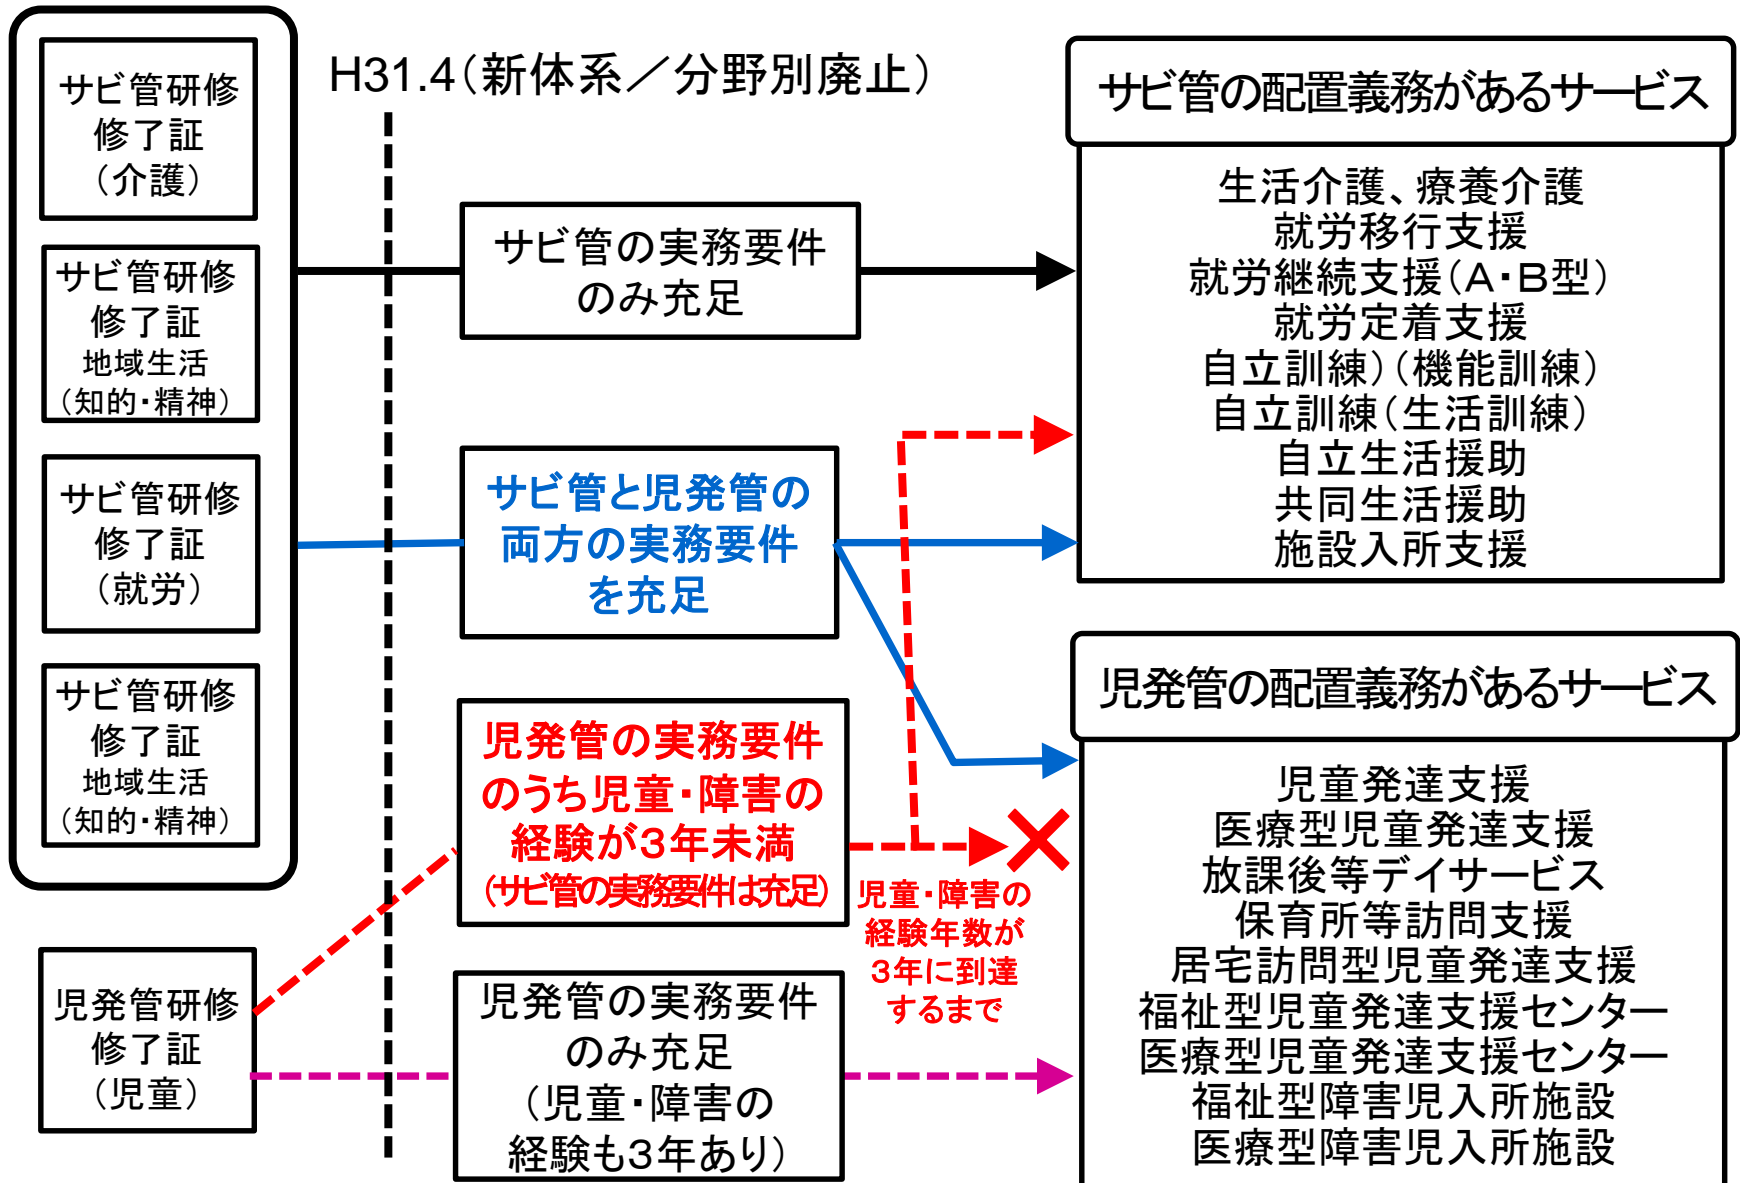 サビ管研修
修了証
（介護）
サビ管研修
修了証
地域生活
（知的・精神）
サビ管研修
修了証
（就労）
サビ管研修
修了証
地域生活
（知的・精神）
児発管研修
修了証
（児童）
H31.4（新体系／分野別廃止）
サビ管の実務要件
のみ充足
サビ管と児発管の
両方の実務要件
を充足
児発管の実務要件
のうち児童・障害の
経験が３年未満
（サビ管の実務要件は充足）
児発管の実務要件
のみ充足
（児童・障害の
経験も３年あり）
児童・障害の
経験年数が
３年に到達
するまで
サビ管の配置義務があるサービス
生活介護、療養介護
就労移行支援
就労継続支援（Ａ・Ｂ型）
就労定着支援
自立訓練）（機能訓練）
自立訓練（生活訓練）
自立生活援助
共同生活援助
施設入所支援
児発管の配置義務があるサービス
児童発達支援
医療型児童発達支援
放課後等デイサービス
保育所等訪問支援
居宅訪問型児童発達支援
福祉型児童発達支援センター
医療型児童発達支援センター
福祉型障害児入所施設
医療型障害児入所施設